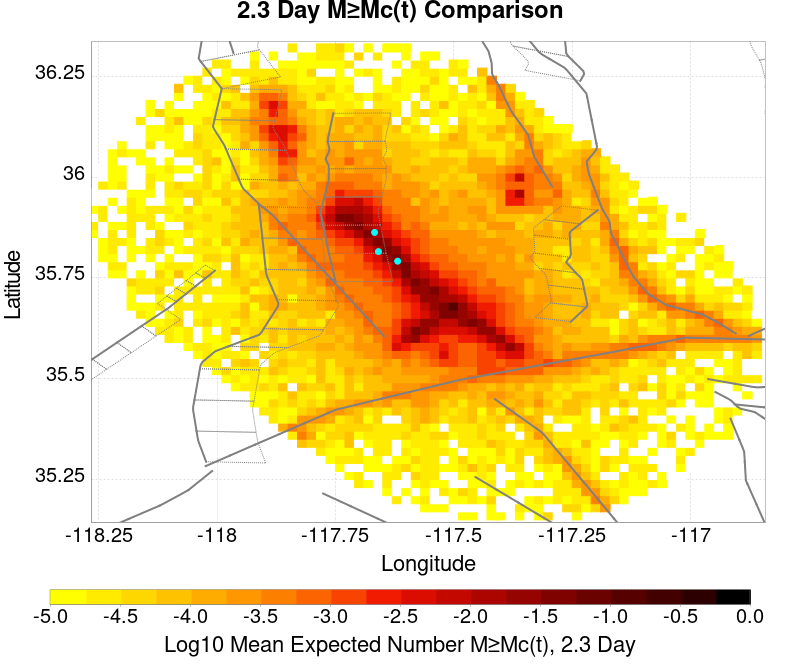 2.3 Day M≥Mc(t) Comparison
36.25
36
35.75
35.5
35.25
Latitude
-118.25 -118 -117.75 -117.5 -117.25 -117
Longitude
-5.0 -4.5 -4.0 -3.5 -3.0 -2.5 -2.0 -1.5 -1.0 -0.5 0.0
Log10 Mean Expected Number M≥Mc(t), 2.3 Day